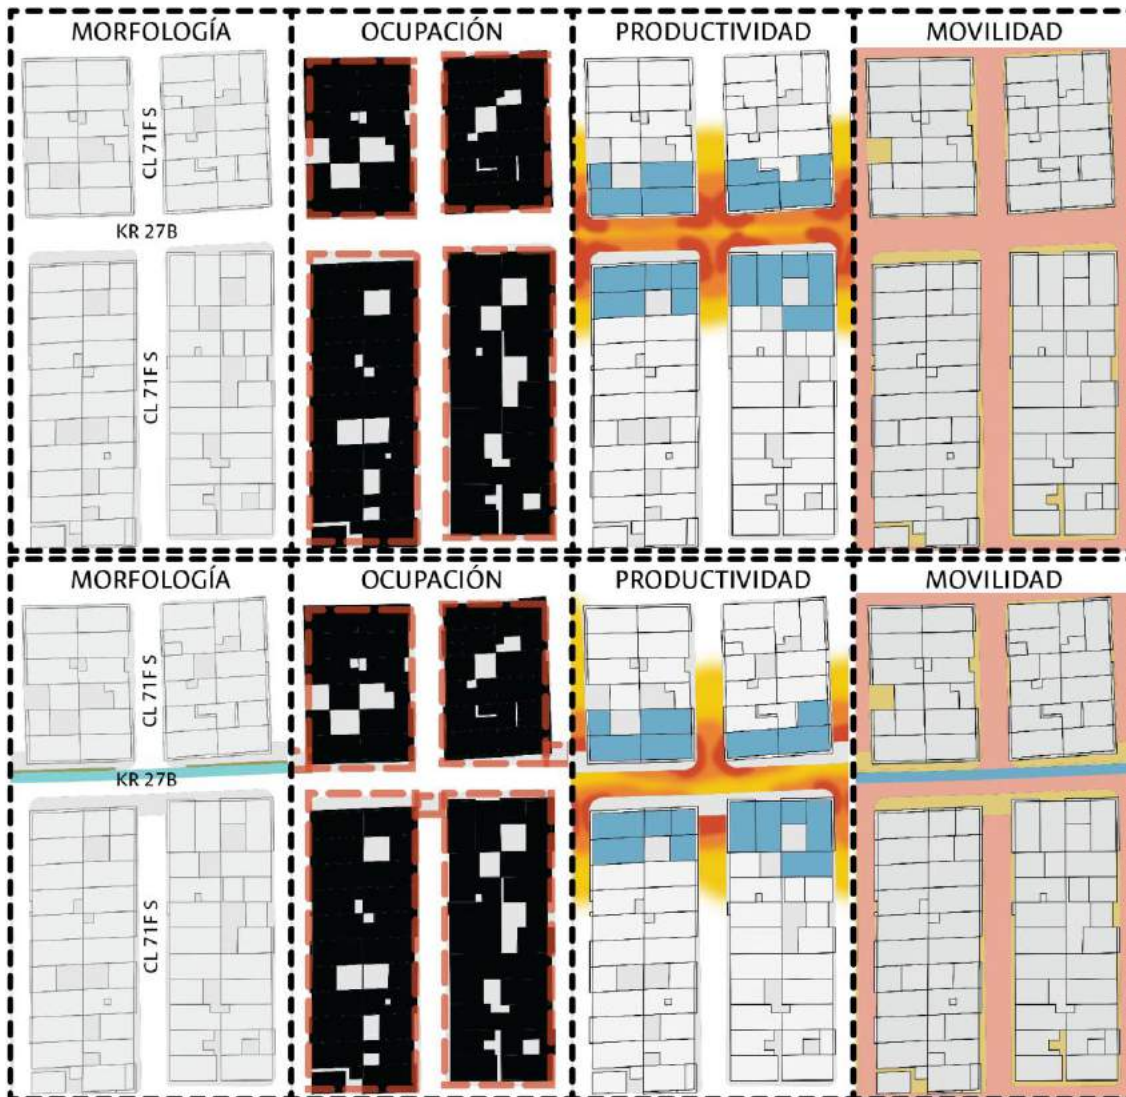 MORFOLOGÍA OCUPACIÓN PRODUCTIVIDAD MOVILIDAD
CL 71F S
KR 27B
CL 71F S
MORFOLOGÍA OCUPACIÓN PRODUCTIVIDAD MOVILIDAD
CL 71F S
KR 27B
CL 71F S